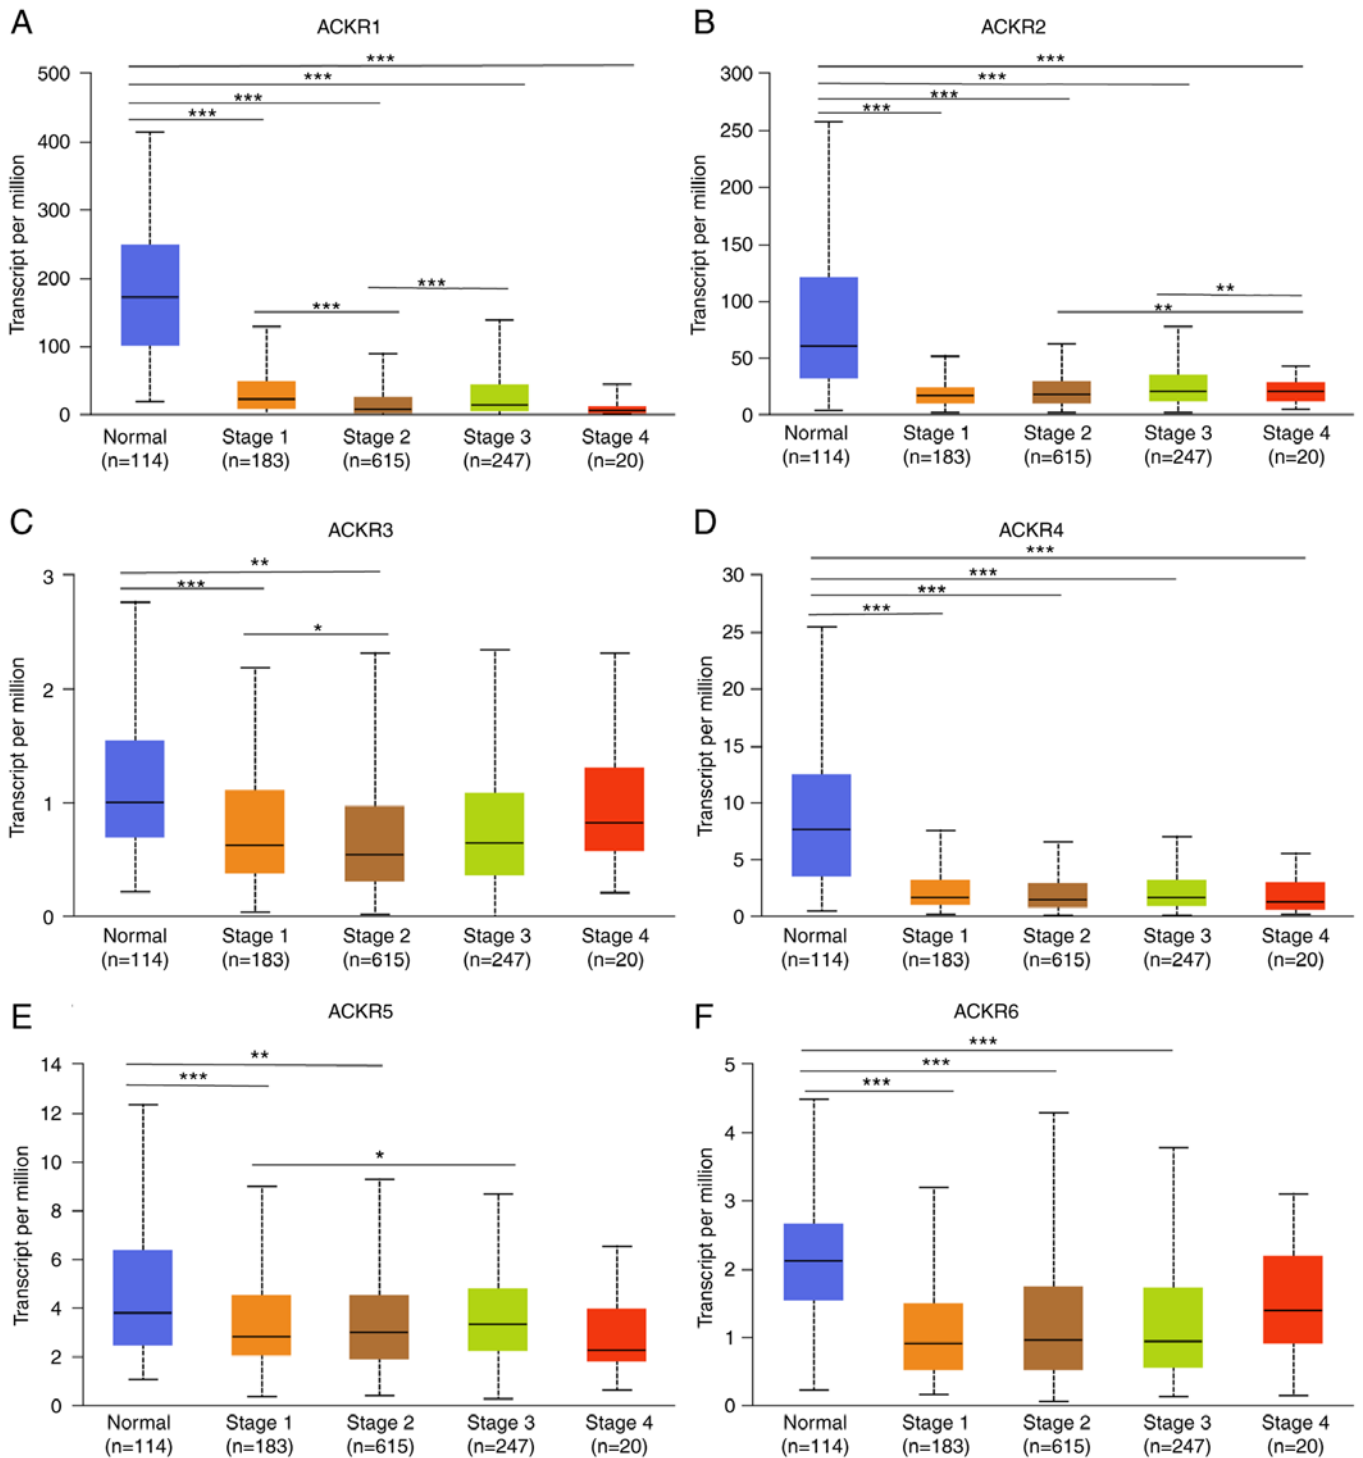 A
ACKR1
***
***
***
***
***
***
Transcript per million
500
400
300
200
100
0
Normal Stage 1 Stage 2 Stage 3 Stage 4
(n=114) (n=183) (n=615) (n=247) (n=20)
B
ACKR2
***
***
***
***
**
**
Transcript per million
300
250
200
150
100
50
0
Normal Stage 1 Stage 2 Stage 3 Stage 4
(n=114) (n=183) (n=615) (n=247) (n=20)
C
ACKR3
**
***
*
Transcript per million
3
2
1
0
Normal Stage 1 Stage 2 Stage 3 Stage 4
(n=114) (n=183) (n=615) (n=247) (n=20)
D
ACKR4
***
***
***
***
Transcript per million
30
25
20
15
10
5
0
Normal Stage 1 Stage 2 Stage 3 Stage 4
(n=114) (n=183) (n=615) (n=247) (n=20)
E
ACKR5
**
***
*
Transcript per million
14
12
10
8
6
4
2
0
Normal Stage 1 Stage 2 Stage 3 Stage 4
(n=114) (n=183) (n=615) (n=247) (n=20)
F
ACKR6
***
***
***
Transcript per million
5
4
3
2
1
0
Normal Stage 1 Stage 2 Stage 3 Stage 4
(n=114) (n=183) (n=615) (n=247) (n=20)